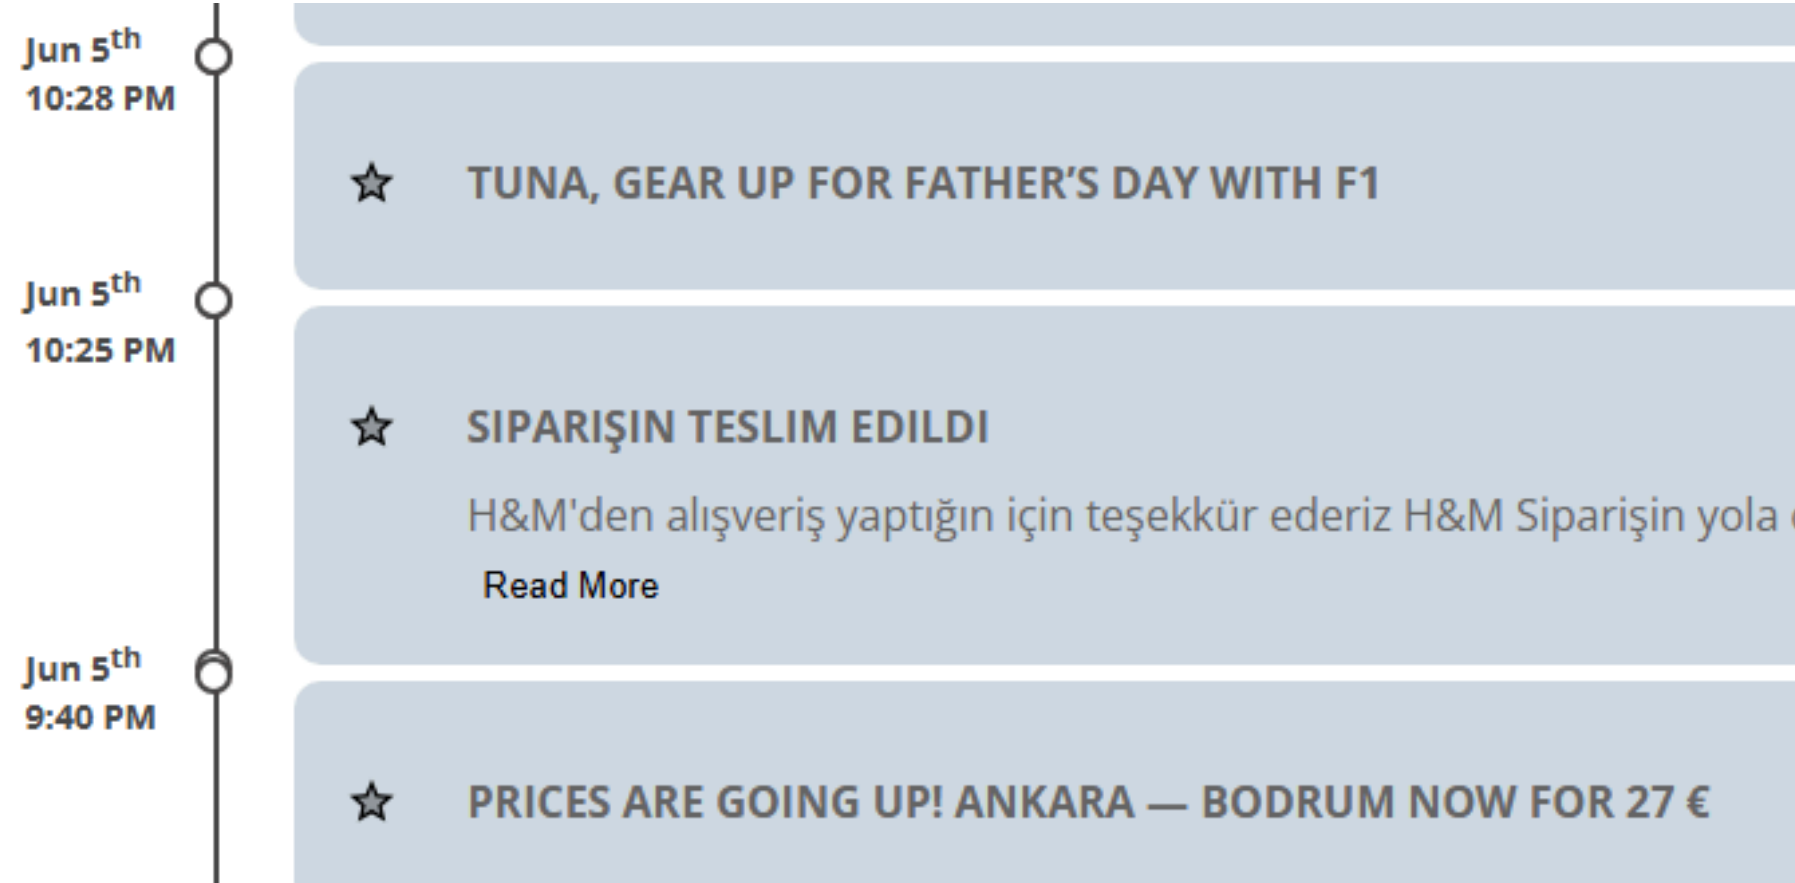 Jun 5th
10:28 PM
TUNA, GEAR UP FOR FATHER’S DAY WITH F1
Jun 5th
10:25 PM
SIPARIŞIN TESLIM EDILDI
H&M'den alışveriş yaptığın için teşekkür ederiz H&M Siparişin yola
Read More
Jun 5th
9:40 PM
PRICES ARE GOING UP! ANKARA — BODRUM NOW FOR 27 €